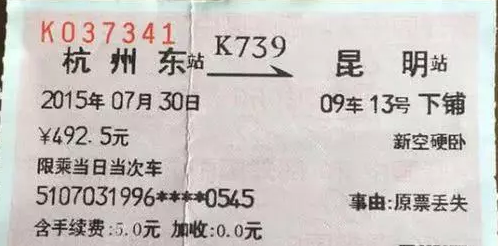 K037341
杭州东站 K739 昆明站
2015年07月30日 09车13号下铺
¥492.5元 新空硬卧
限乘当日当次车
5107031996****0545 事由:原票丢失
含手续费:5.0元 加收:0.0元